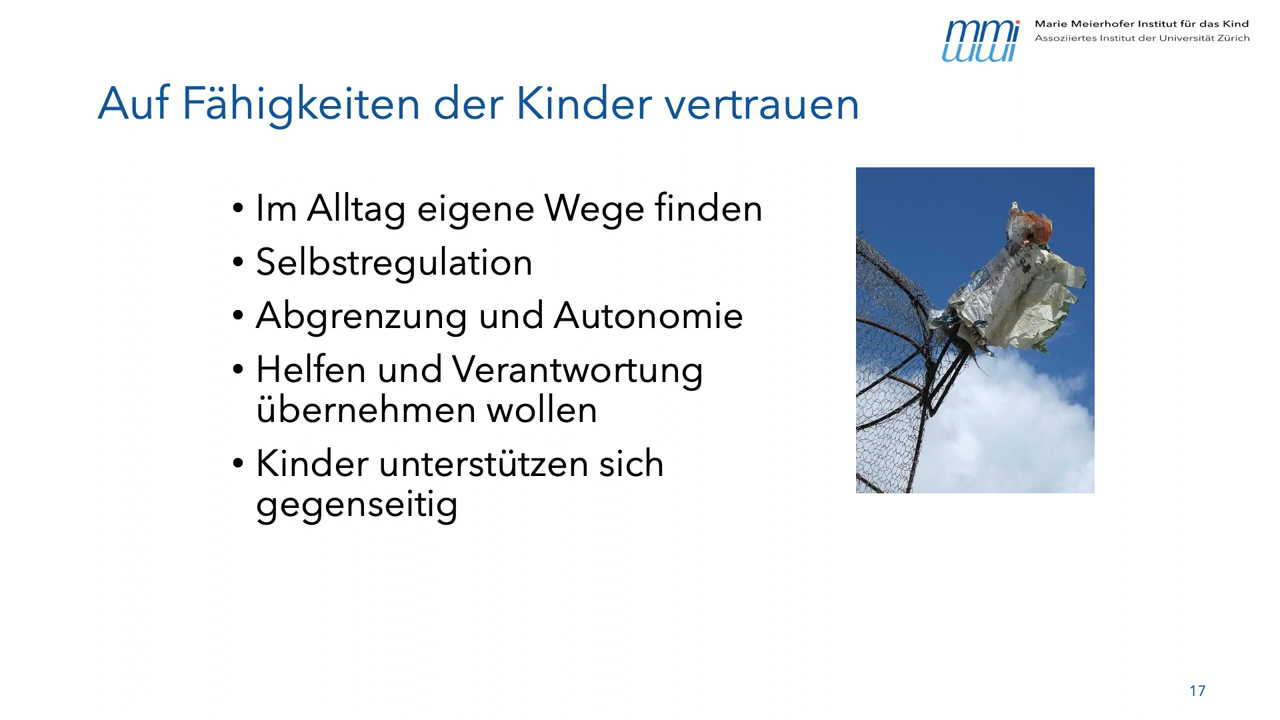 mmi
Marie Meierhofer Institut für das Kind
Assoziiertes Institut der Universität Zürich
Auf Fähigkeiten der Kinder vertrauen
• Im Alltag eigene Wege finden
• Selbstregulation
• Abgrenzung und Autonomie
• Helfen und Verantwortung
übernehmen wollen
• Kinder unterstützen sich
gegenseitig
17